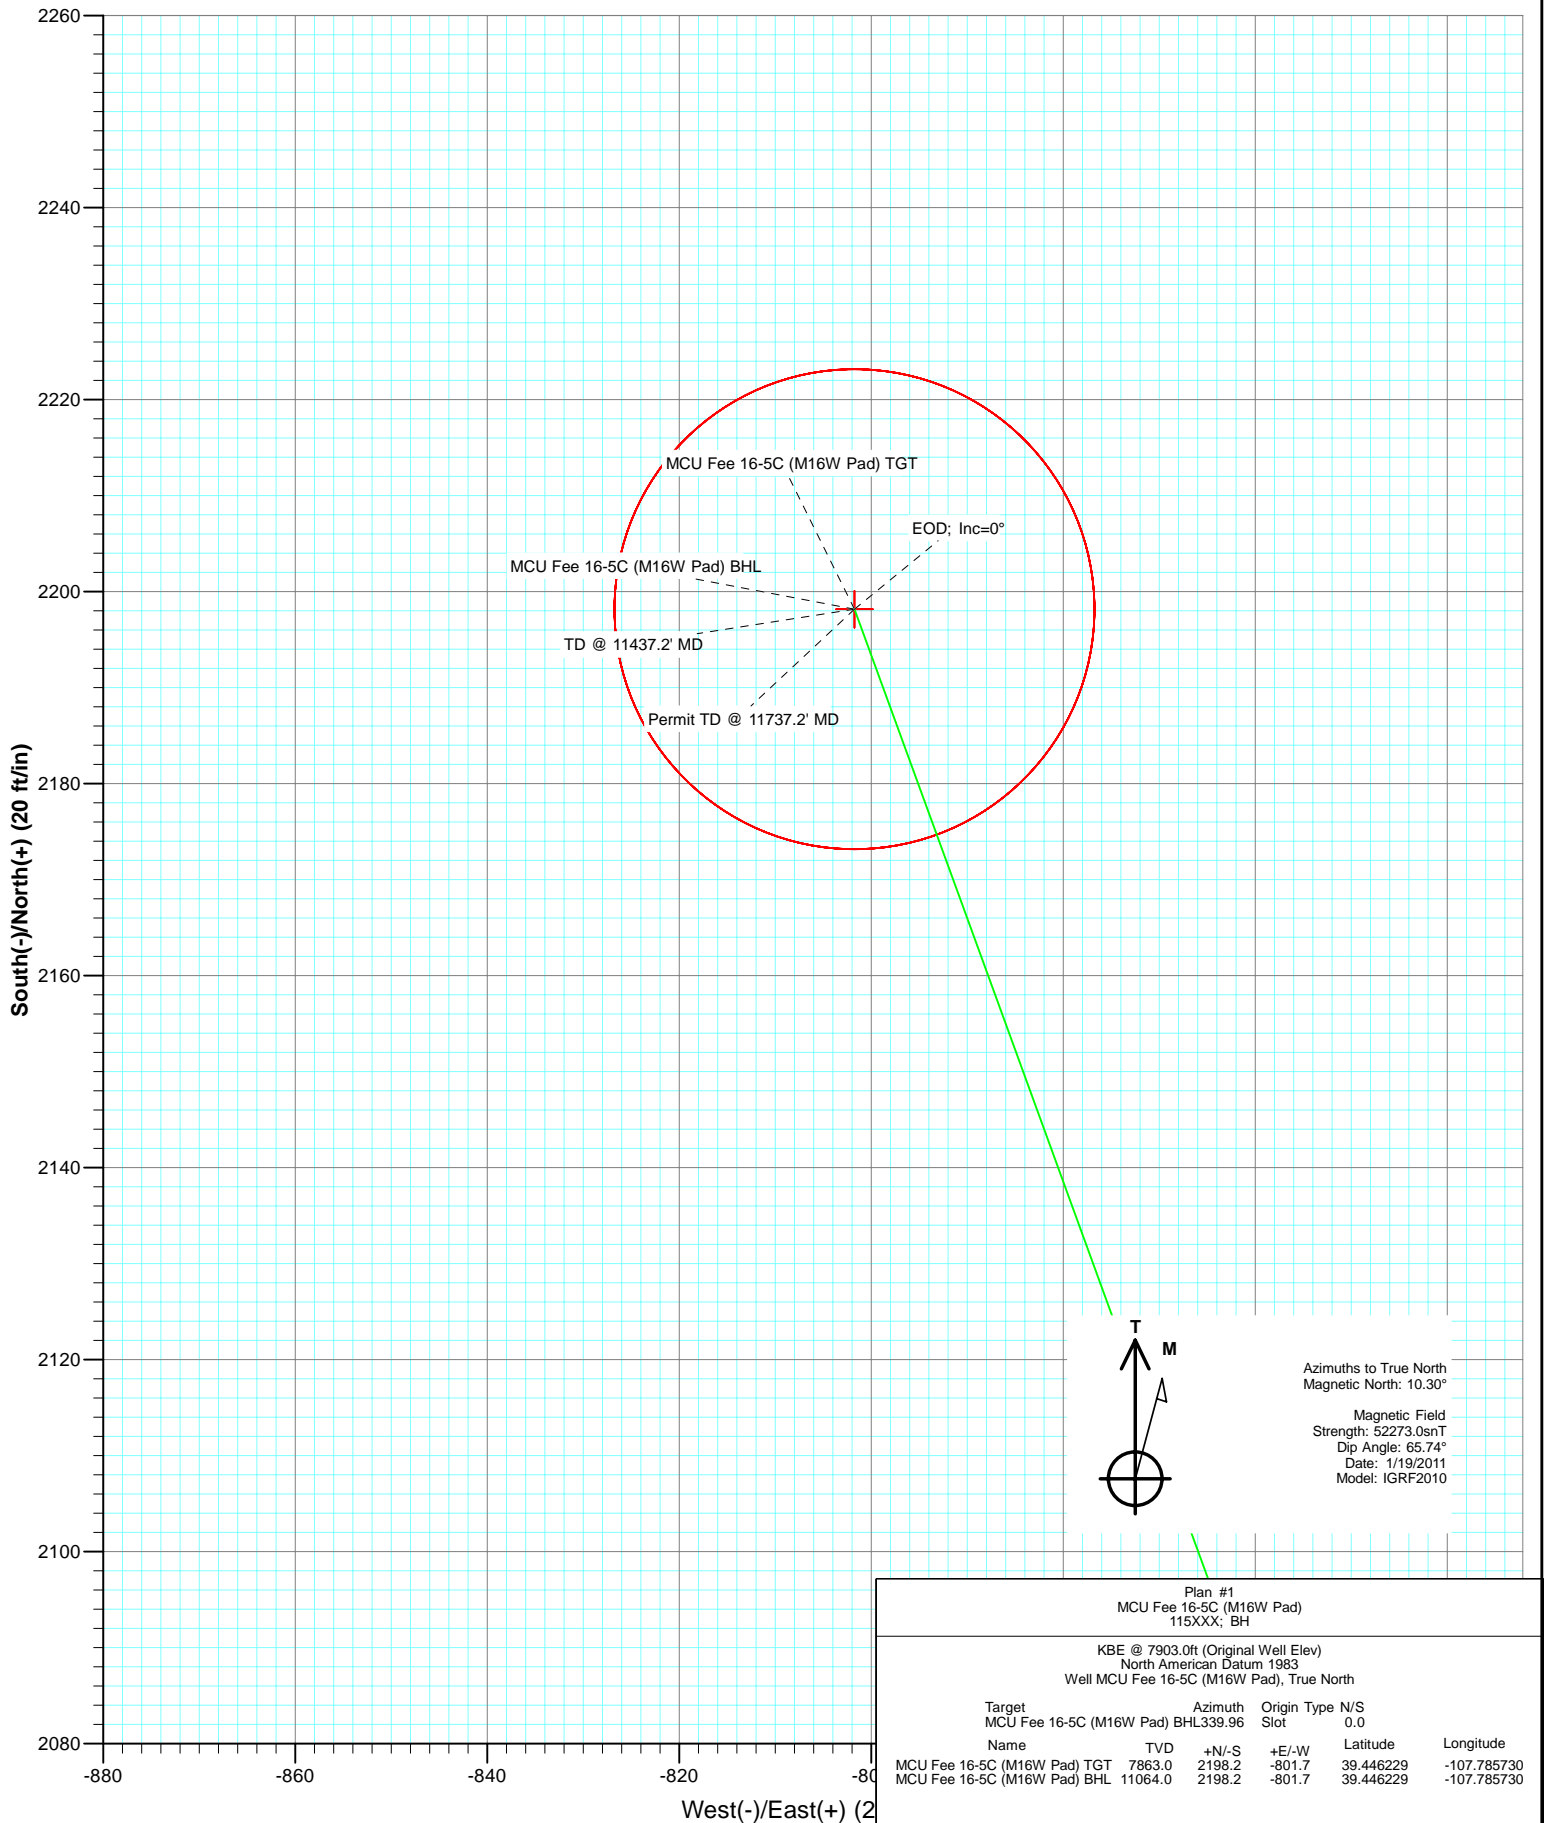 2260
2240
2220
2200
2180
2160
2140
2120
2100
2080
South(-)/North(+) (20 ft/in)
MCU Fee 16-5C (M16W Pad) TGT
EOD; Inc=0°
MCU Fee 16-5C (M16W Pad) BHL
TD @ 11437.2' MD
Permit TD @ 11737.2' MD
T
M
Azimuths to True North
Magnetic North: 10.30°
Magnetic Field
Strength: 52273.0snT
Dip Angle: 65.74°
Date: 1/19/2011
Model: IGRF2010
Plan #1
MCU Fee 16-5C (M16W Pad)
115XXX; BH
KBE @ 7903.0ft (Original Well Elev)
North American Datum 1983
Well MCU Fee 16-5C (M16W Pad), True North
Target Azimuth Origin Type N/S
MCU Fee 16-5C (M16W Pad) BHL339.96 Slot 0.0
Name TVD +N/-S +E/-W Latitude Longitude
MCU Fee 16-5C (M16W Pad) TGT 7863.0 2198.2 -801.7 39.446229 -107.785730
MCU Fee 16-5C (M16W Pad) BHL 11064.0 2198.2 -801.7 39.446229 -107.785730
-880 -860 -840 -820 -80
West(-)/East(+) (2